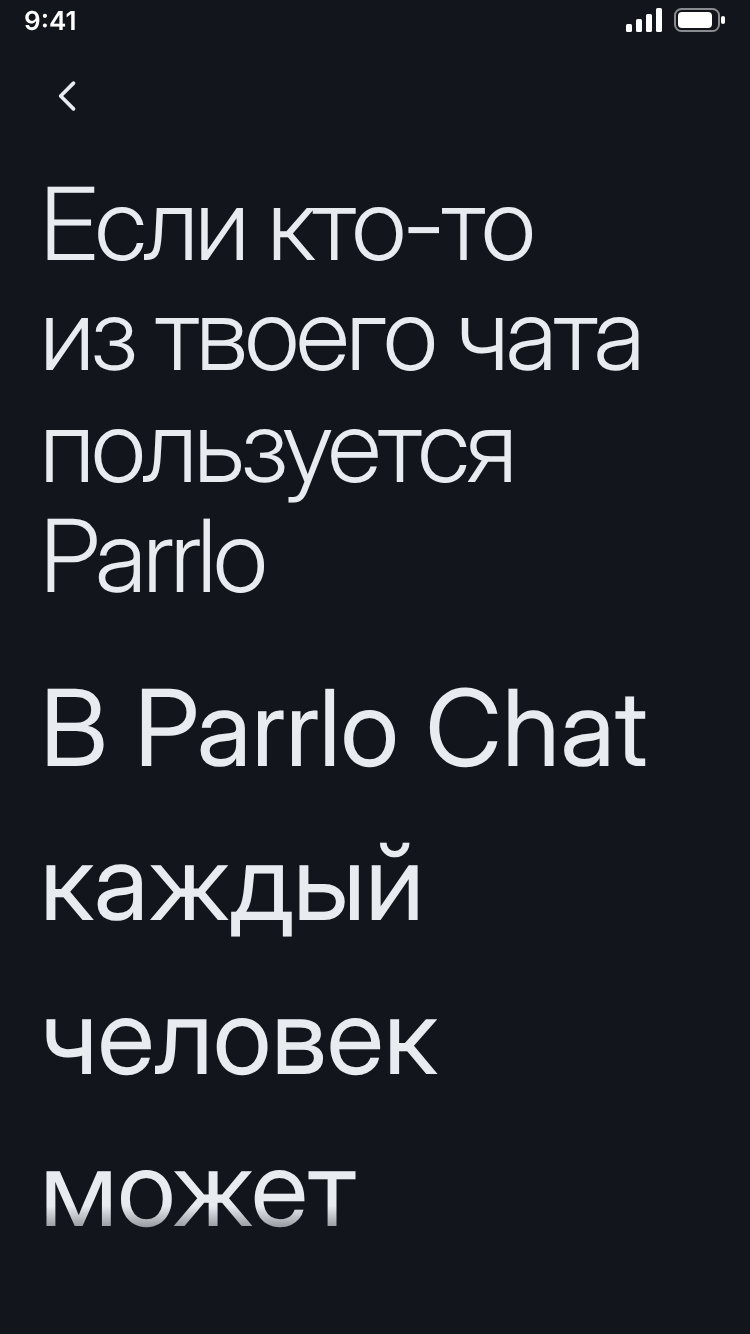 9:41
Если кто-то
из твоего чата
пользуется
Parrlo
В Parrlo Chat
каждый
человек
может